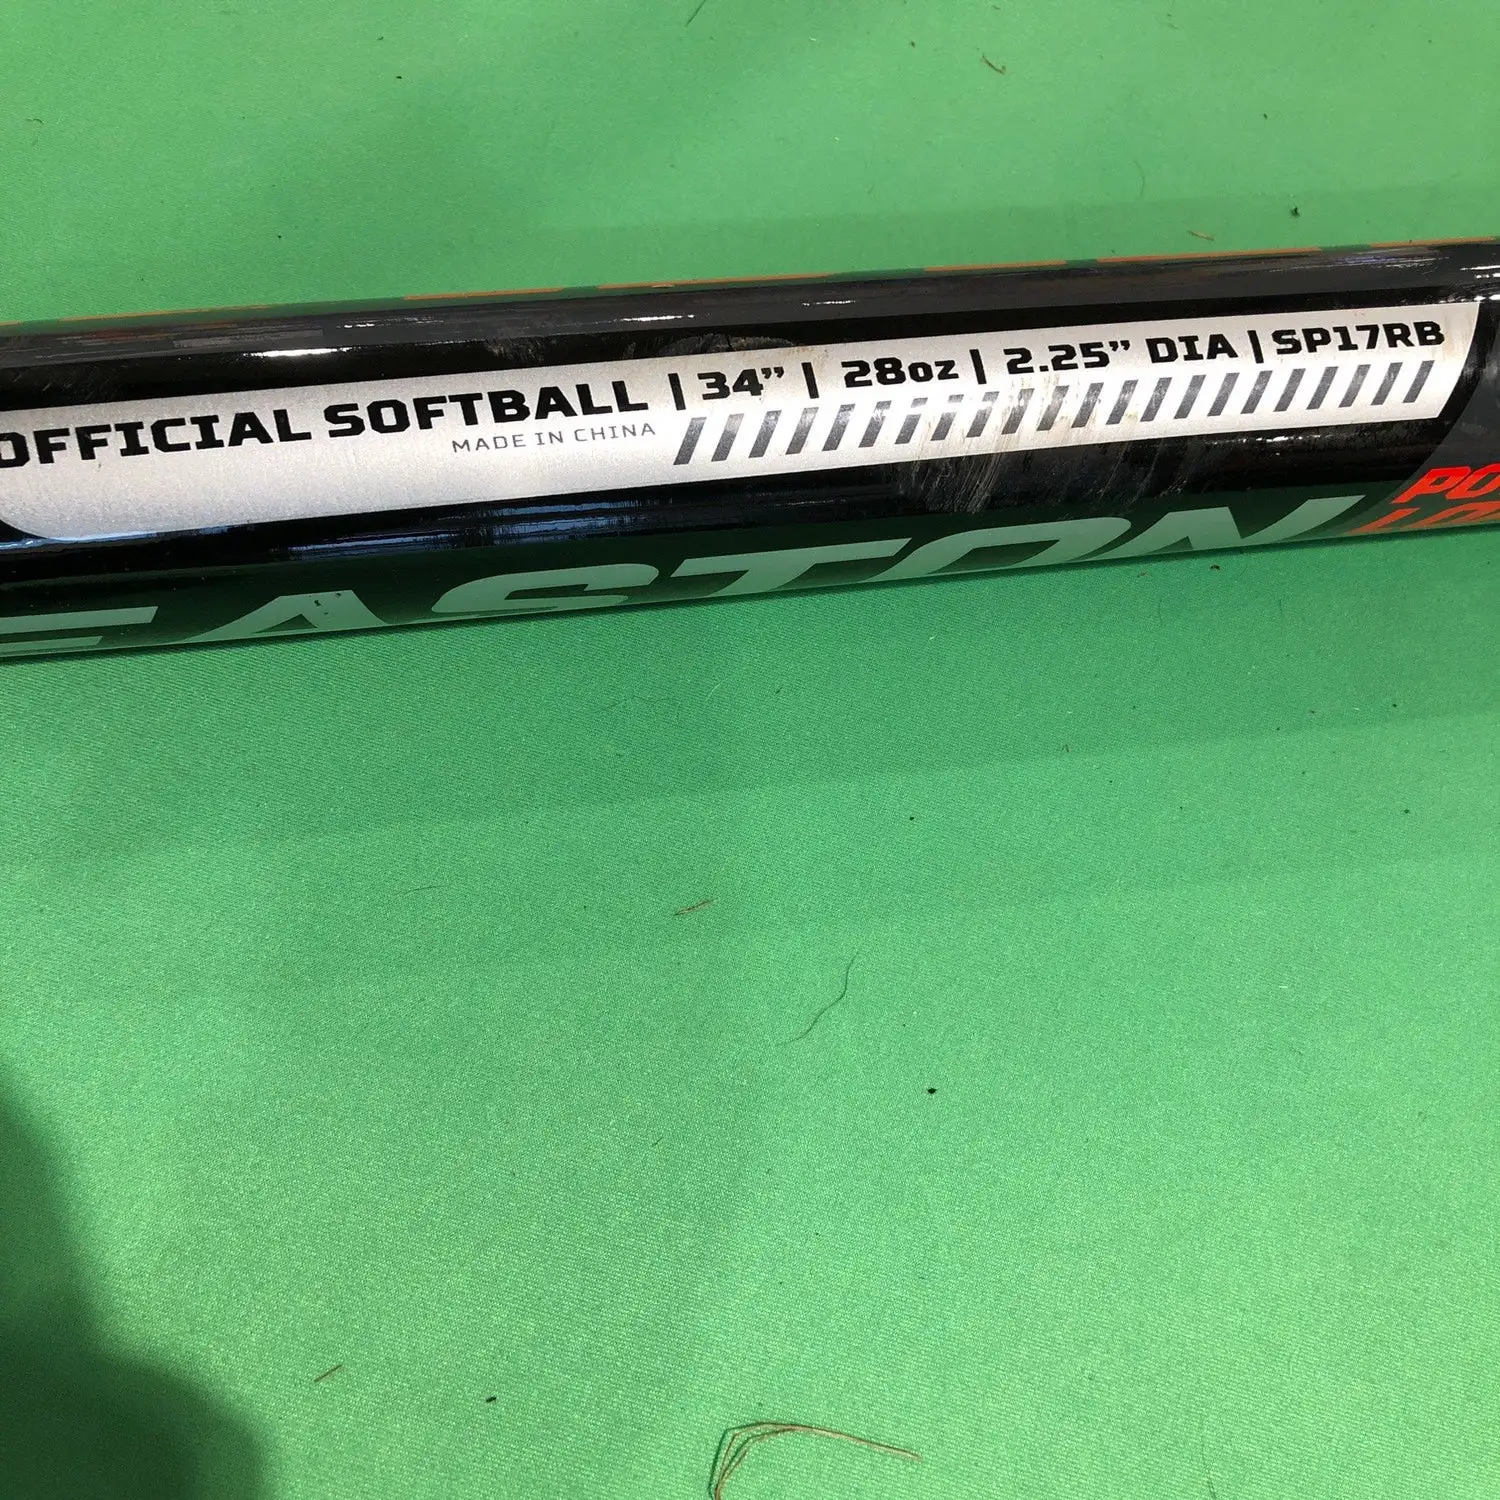 OFFICIAL SOFTBALL | 34” | 28oz | 2.25” DIA | SP17RB
MADE IN CHINA
EASTON